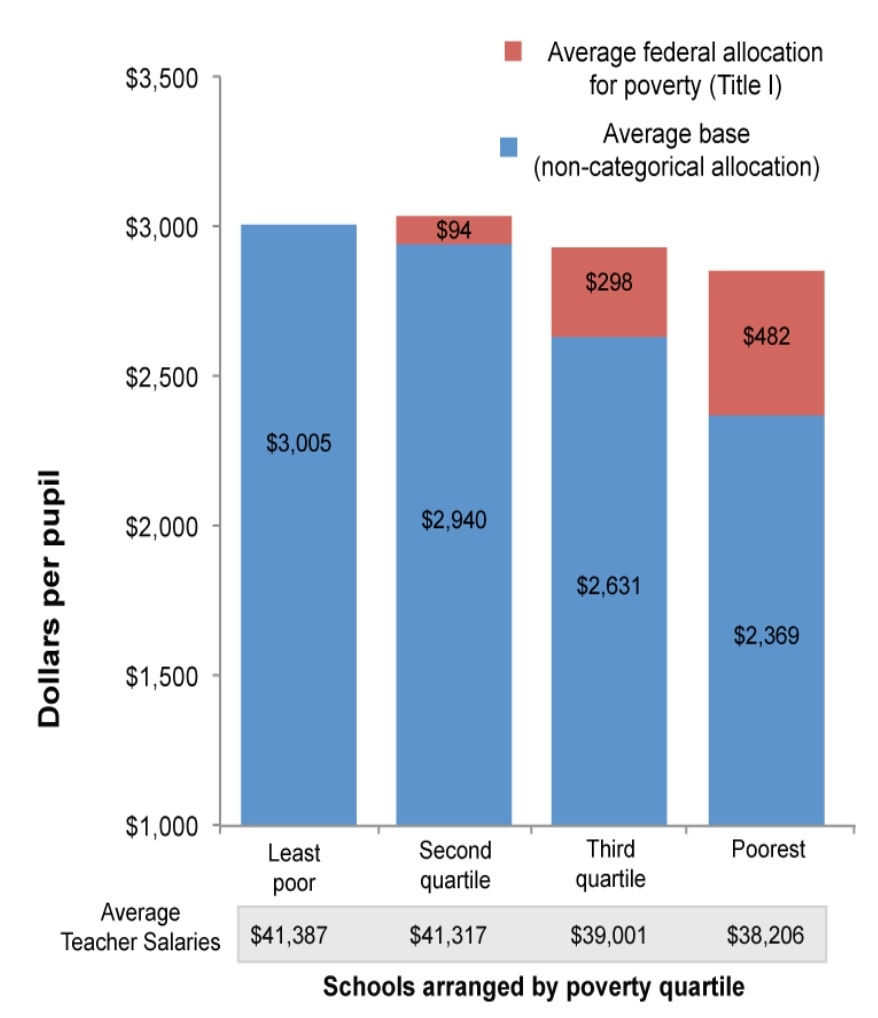 Average federal allocation
for poverty (Title I)
Average base
(non-categorical allocation)
Dollars per pupil
$3,500
$3,000
$2,500
$2,000
$1,500
$1,000
$3,005
$94
$2,940
$298
$2,631
$482
$2,369
Least
poor
Second
quartile
Third
quartile
Poorest
Average
Teacher Salaries
$41,387
$41,317
$39,001
$38,206
Schools arranged by poverty quartile